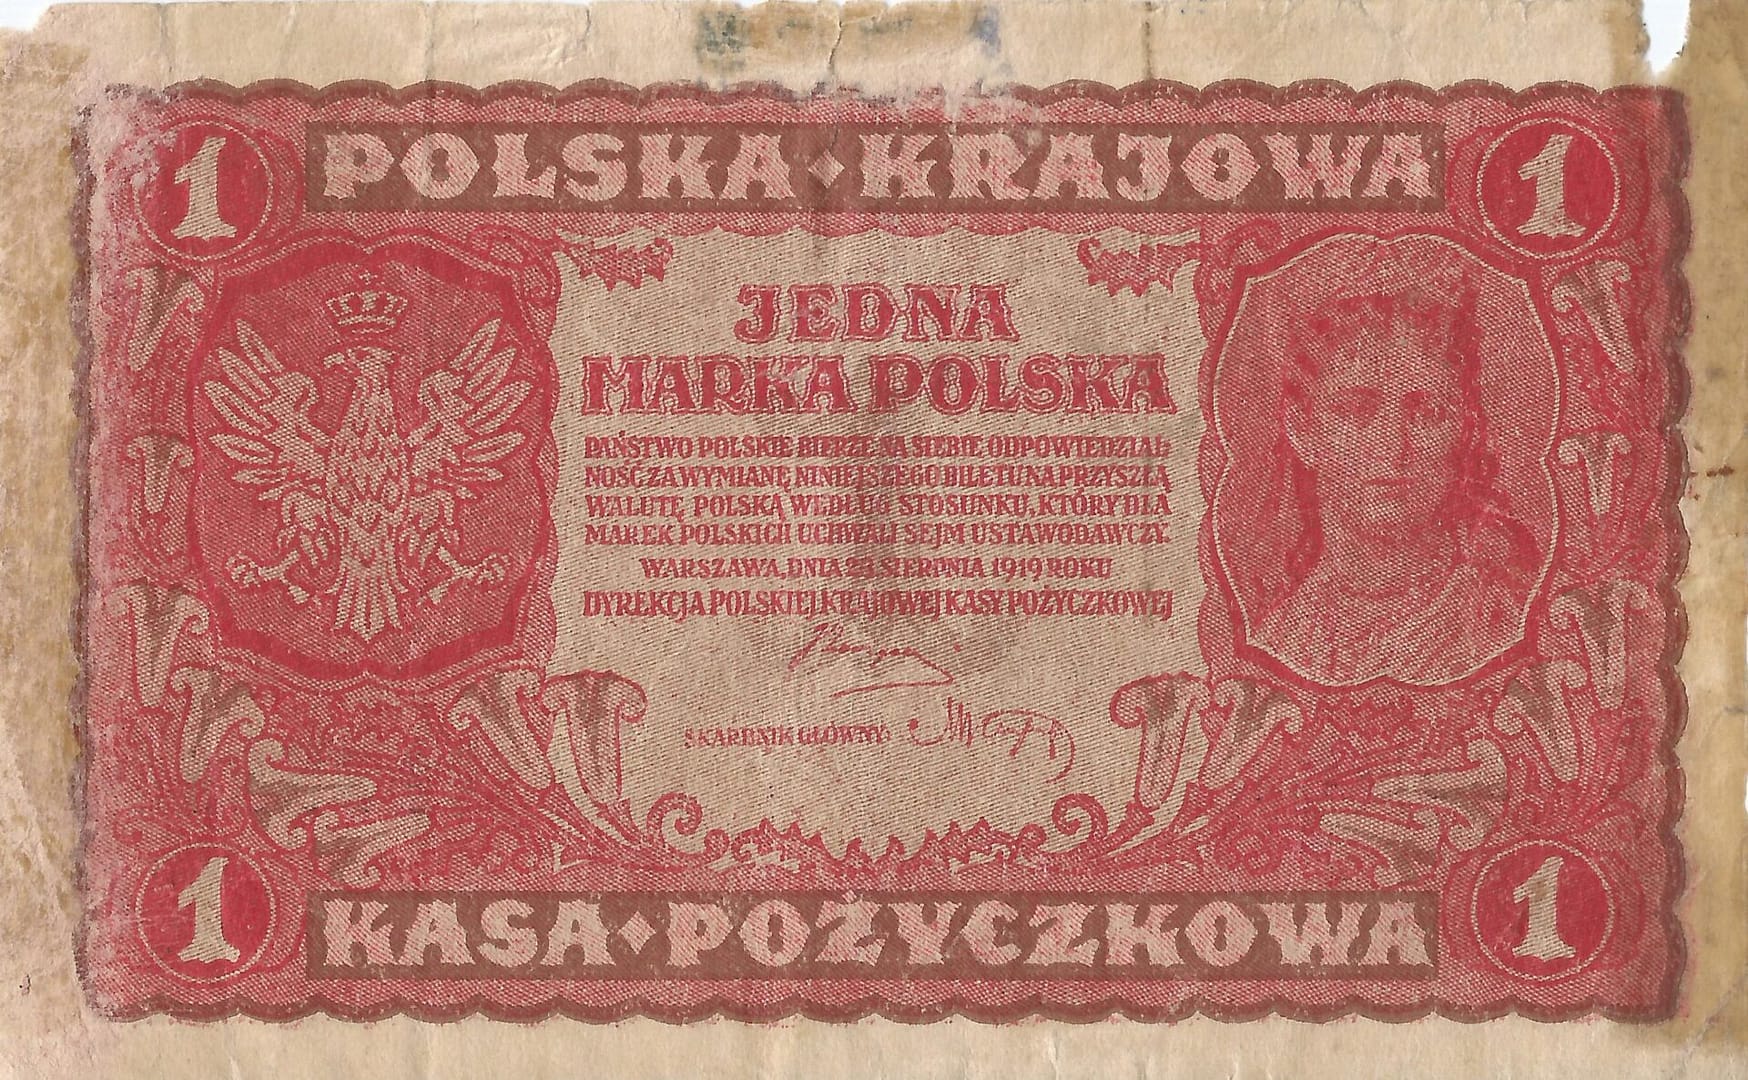 1 POLSKA ♦ KRAJOWA 1
JEDNA
MARKA POLSKA
PAŃSTWO POLSKIE BIERZE NA SIEBIE ODPOWIEDZIAL-
NOŚĆ ZA WYMIANĘ NINIEJSZEGO BILETU NA PRZYSZŁĄ
WALUTĘ POLSKĄ WEDŁUG STOSUNKU, KTÓRY DLA
MAREK POLSKICH UCHWALI SEJM USTAWODAWCZY.
WARSZAWA, DNIA 23 SIERPNIA 1919 ROKU
DYREKCJA POLSKIEJ KRAJOWEJ KASY POŻYCZKOWEJ
SKARBNIK GŁÓWNY:
1 KASA ♦ POŻYCZKOWA 1